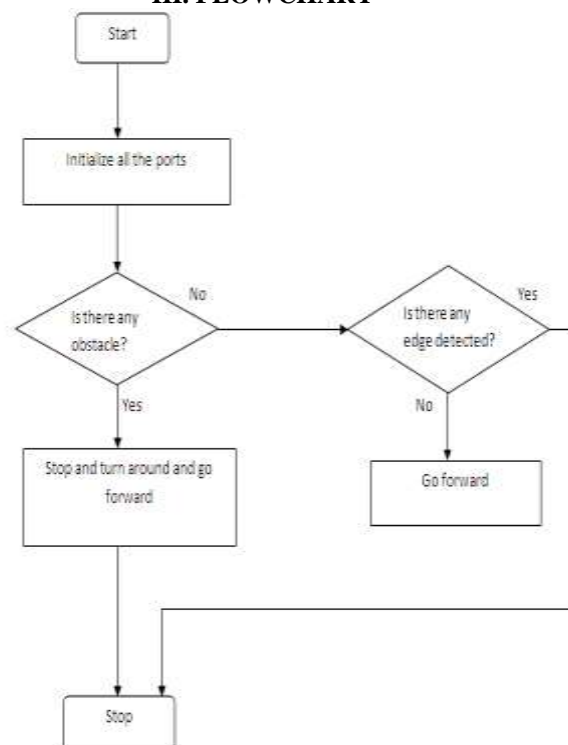 III. FLOWCHART
Start
Initialize all the ports
Is there any
obstacle?
No
Yes
Is there any
edge detected?
Yes
No
Stop and turn around and go
forward
Go forward
Stop